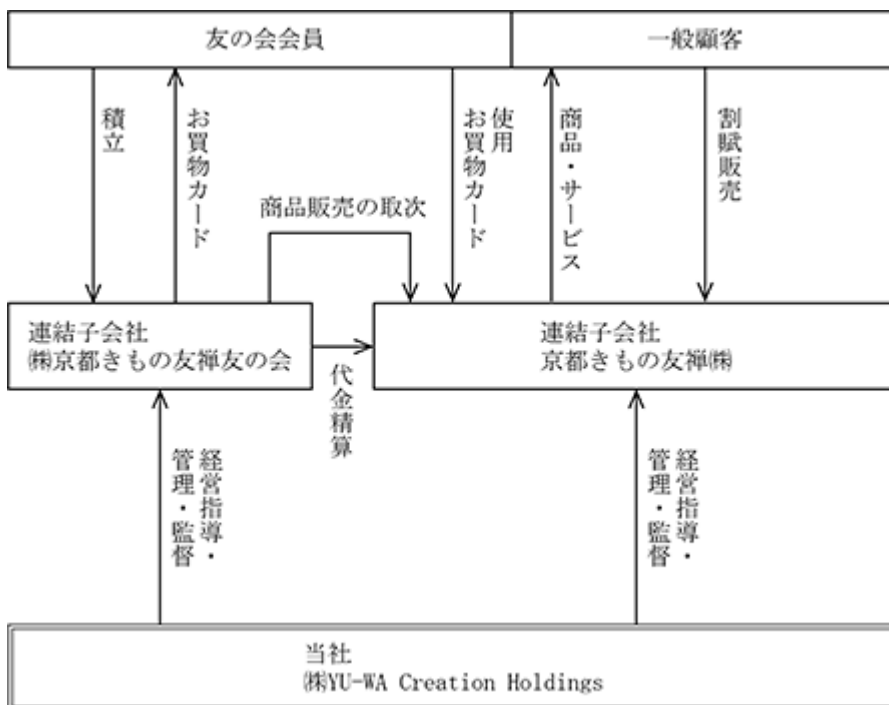 友の会会員
一般顧客
積立
お買物カード
お買物カード
使用
商品・サービス
割賦販売
商品販売の取次
連結子会社
㈱京都きもの友禅友の会
代金精算
連結子会社
京都きもの友禅㈱
経営指導・
管理・監督
経営指導・
管理・監督
当社
㈱YU-WA Creation Holdings